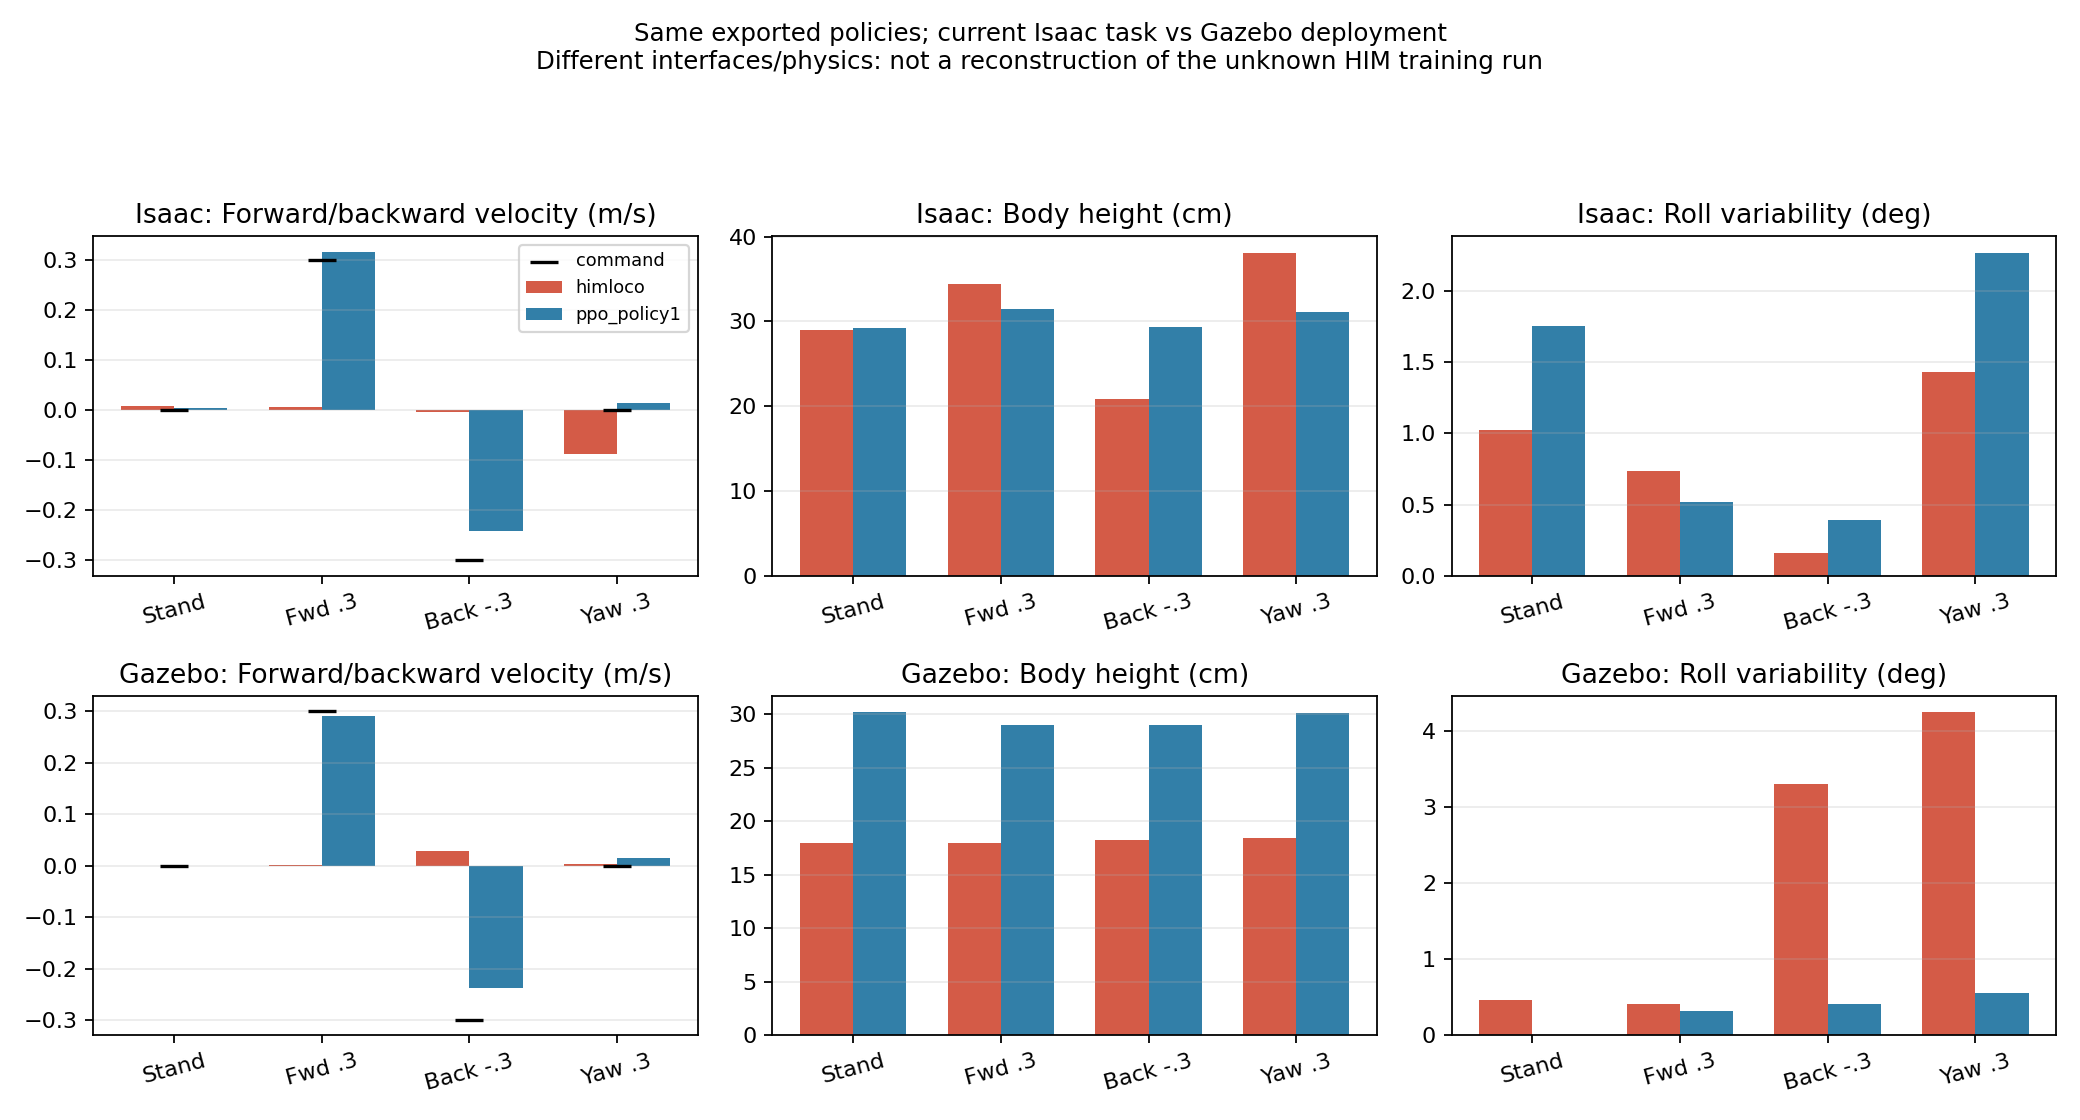 Same exported policies; current Isaac task vs Gazebo deployment
Different interfaces/physics: not a reconstruction of the unknown HIM training run
Isaac: Forward/backward velocity (m/s)
0.3
0.2
0.1
0.0
−0.1
−0.2
−0.3
command
himloco
ppo_policy1
Stand
Fwd .3
Back -.3
Yaw .3
Isaac: Body height (cm)
40
30
20
10
0
Stand
Fwd .3
Back -.3
Yaw .3
Isaac: Roll variability (deg)
2.0
1.5
1.0
0.5
0.0
Stand
Fwd .3
Back -.3
Yaw .3
Gazebo: Forward/backward velocity (m/s)
0.3
0.2
0.1
0.0
−0.1
−0.2
−0.3
Stand
Fwd .3
Back -.3
Yaw .3
Gazebo: Body height (cm)
30
25
20
15
10
5
0
Stand
Fwd .3
Back -.3
Yaw .3
Gazebo: Roll variability (deg)
4
3
2
1
0
Stand
Fwd .3
Back -.3
Yaw .3